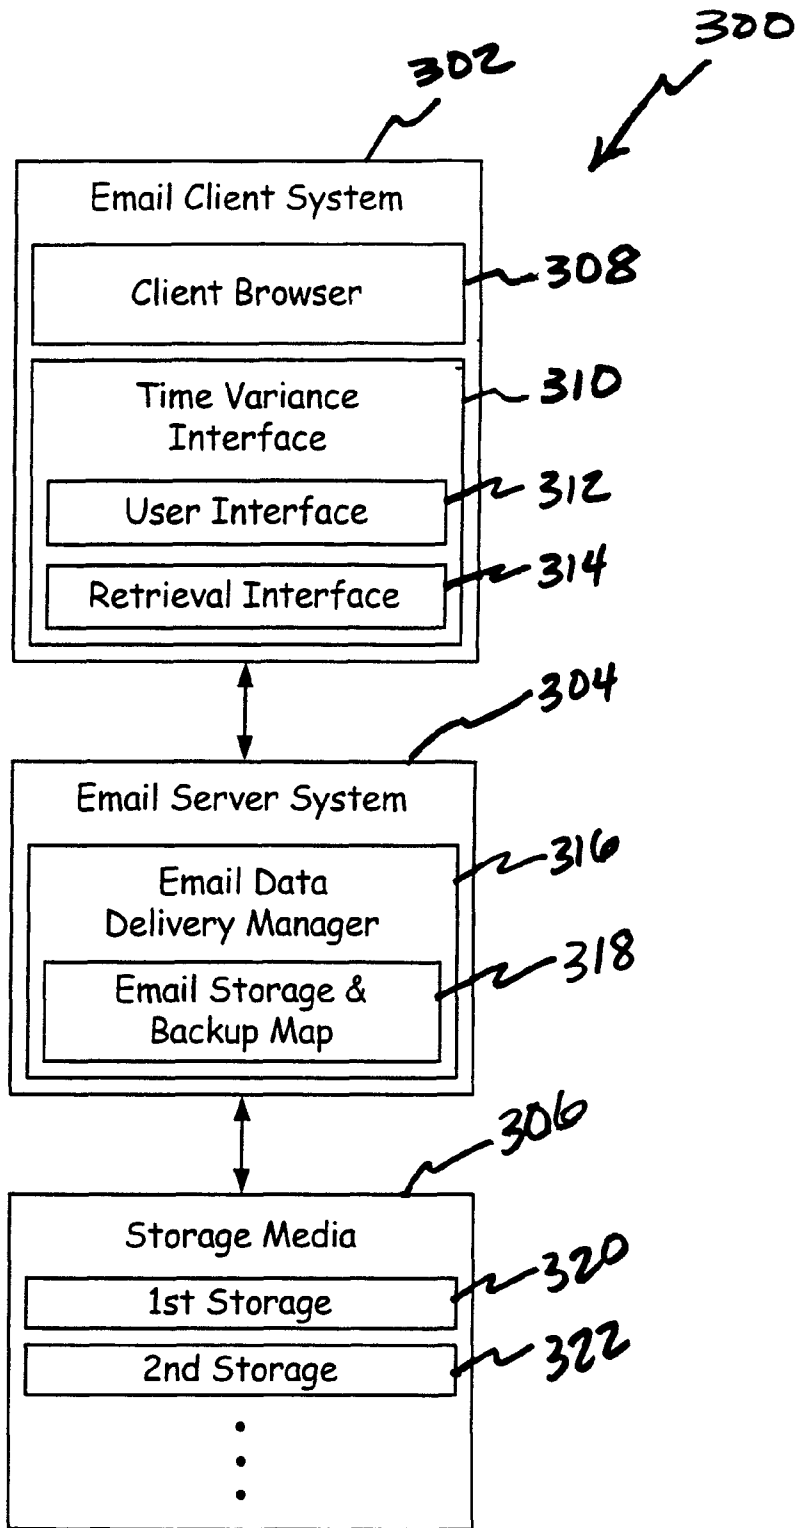 300
302
Email Client System
Client Browser
308
Time Variance
Interface
310
User Interface
312
Retrieval Interface
314
304
Email Server System
Email Data
Delivery Manager
316
Email Storage &
Backup Map
318
306
Storage Media
1st Storage
320
2nd Storage
322